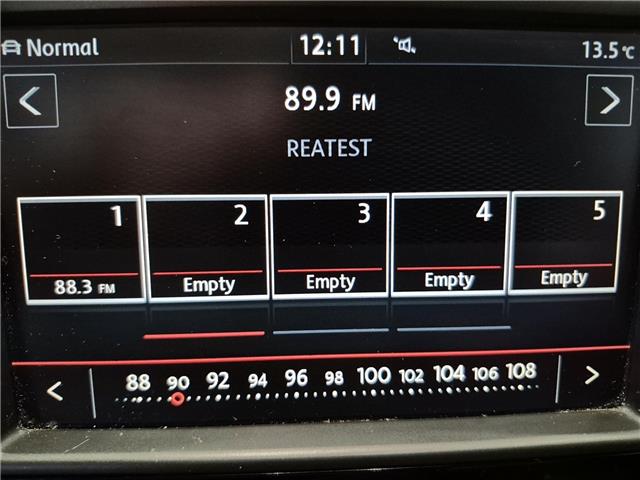 Normal 12:11 13.5°C
89.9 FM
REATEST
1 2 3 4 5
88.3 FM Empty Empty Empty Empty
88 90 92 94 96 98 100 102 104 106 108